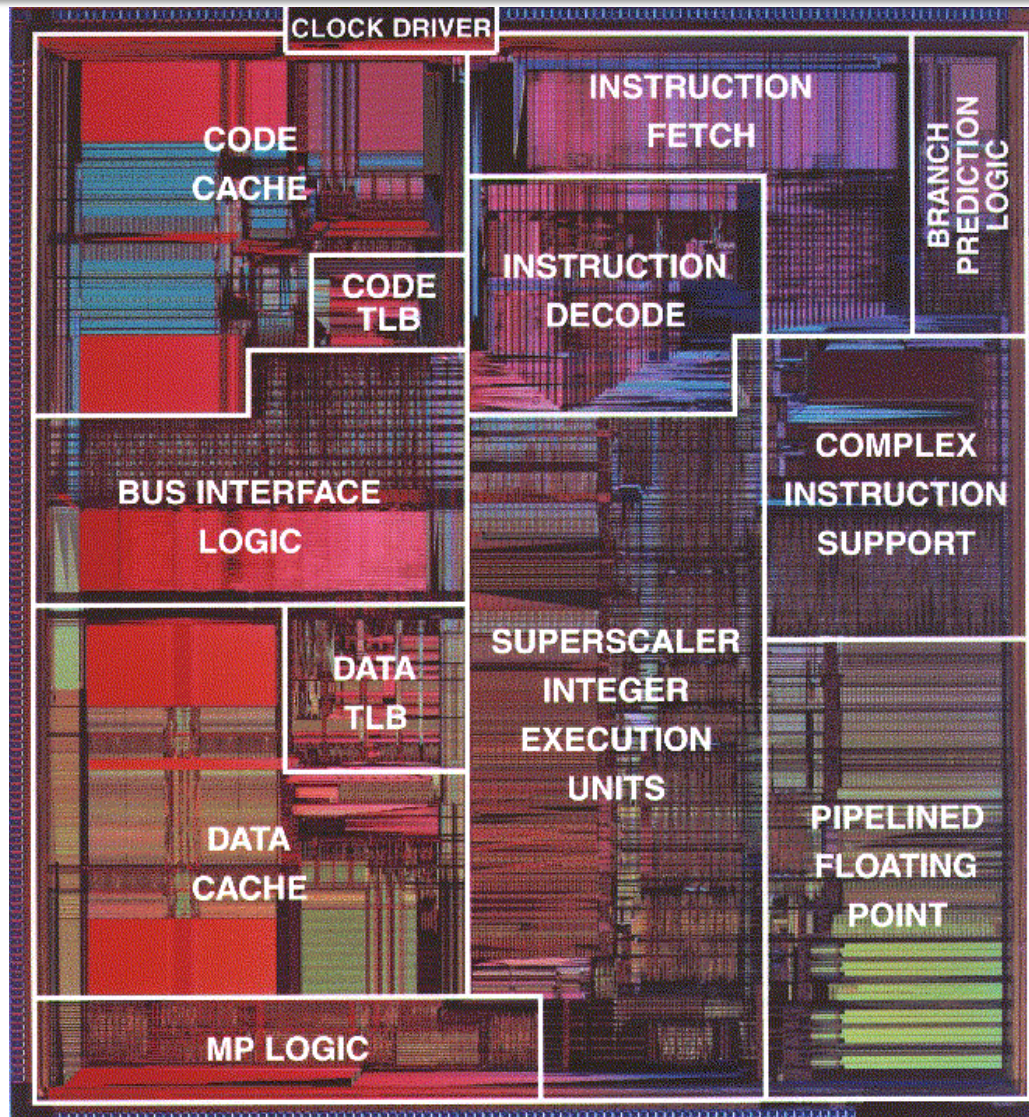 CLOCK DRIVER
CODE
CACHE
INSTRUCTION
FETCH
BRANCH
PREDICTION
LOGIC
CODE
TLB
INSTRUCTION
DECODE
BUS INTERFACE
LOGIC
COMPLEX
INSTRUCTION
SUPPORT
DATA
TLB
SUPERSCALER
INTEGER
EXECUTION
UNITS
DATA
CACHE
PIPELINED
FLOATING
POINT
MP LOGIC